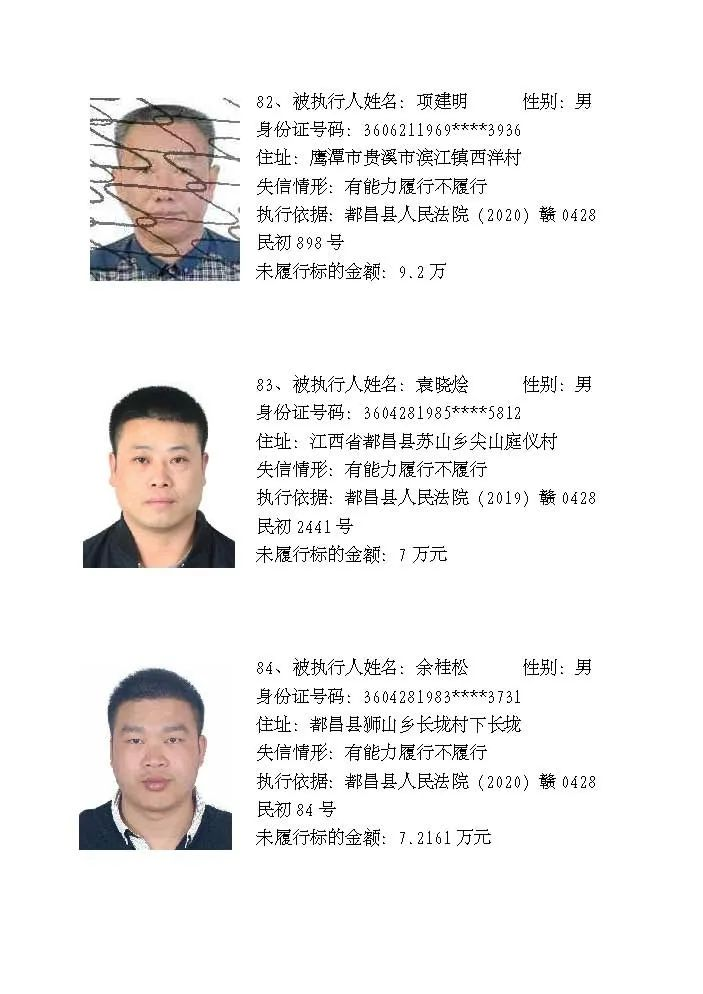 82、被执行人姓名：项建明 性别：男
身份证号码：3606211969****3936
住址：鹰潭市贵溪市滨江镇西洋村
失信情形：有能力履行不履行
执行依据：都昌县人民法院（2020）赣0428
民初898号
未履行标的金额：9.2万
83、被执行人姓名：袁晓烩 性别：男
身份证号码：3604281985****5812
住址：江西省都昌县苏山乡尖山庭仪村
失信情形：有能力履行不履行
执行依据：都昌县人民法院（2019）赣0428
民初2441号
未履行标的金额：7万元
84、被执行人姓名：余桂松 性别：男
身份证号码：3604281983****3731
住址：都昌县狮山乡长垅村下长垅
失信情形：有能力履行不履行
执行依据：都昌县人民法院（2020）赣0428
民初84号
未履行标的金额：7.2161万元